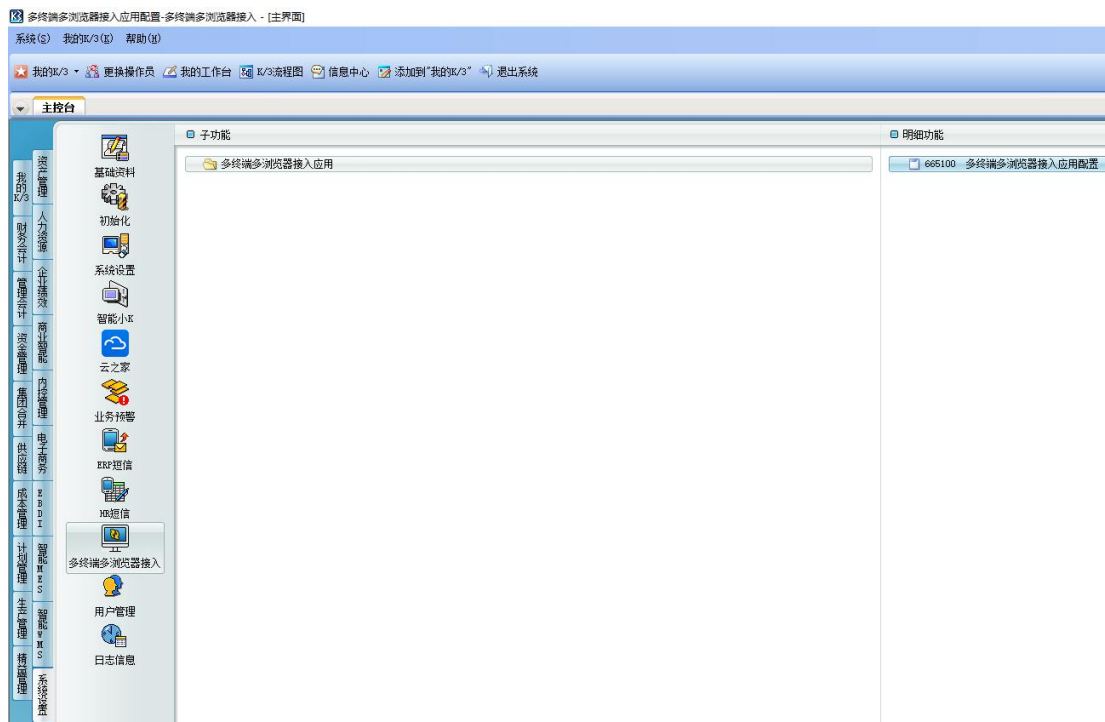 多终端多浏览器接入应用配置-多终端多浏览器接入 - [主界面]
系统(S) 我的K/3(K) 帮助(H)
我的K/3 更换操作员 我的工作台 K/3流程图 信息中心 添加到"我的K/3" 退出系统
主控台
子功能
明细功能
多终端多浏览器接入应用
665100 多终端多浏览器接入应用配置
我的K/3
财务会计
管理会计
资金管理
集团合并
供应链
成本管理
计划管理
生产管理
精益管理
资产管理
人力资源
企业绩效
商业智能
内控管理
电子商务
EBDI
智能MES
智能WMS
系统设置
基础资料
初始化
系统设置
智能小K
云之家
业务预警
ERP短信
HR短信
多终端多浏览器接入
用户管理
日志信息